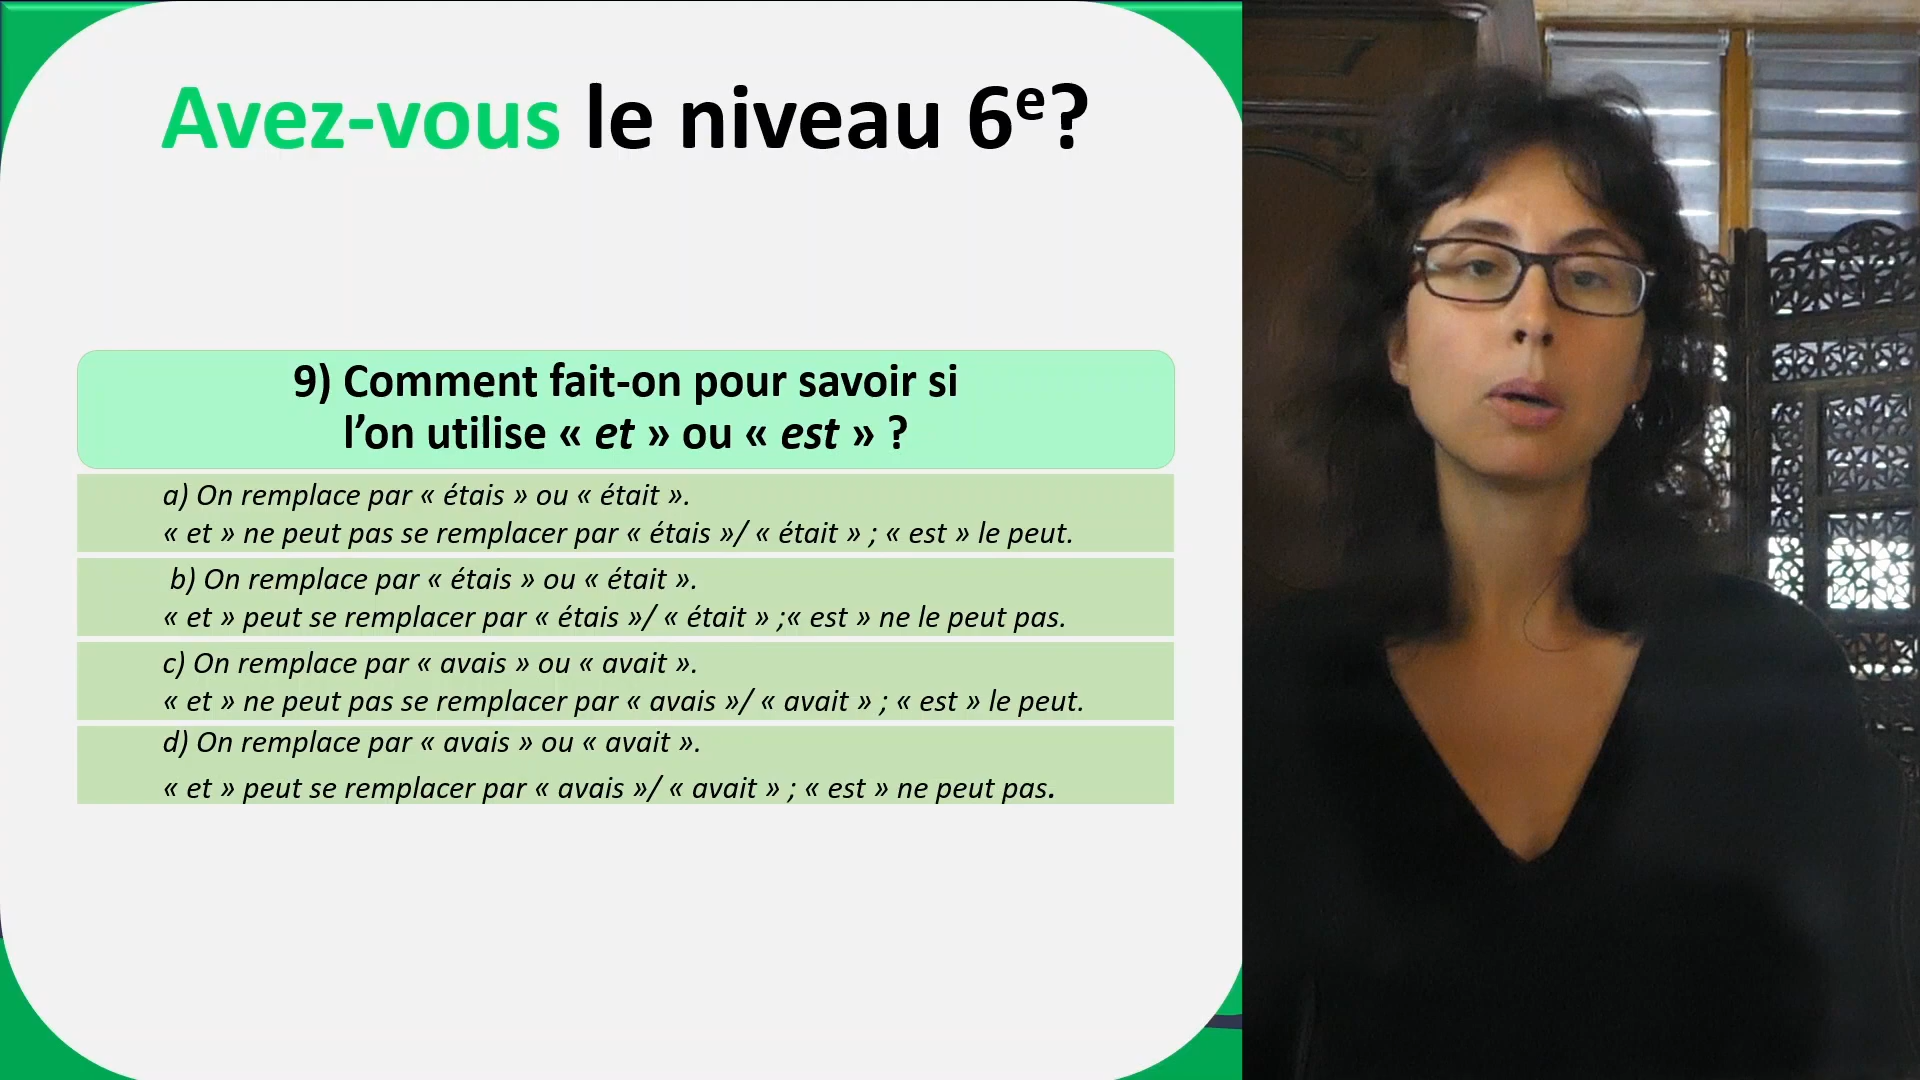 Avez-vous le niveau 6e?
9) Comment fait-on pour savoir si
l’on utilise « et » ou « est » ?
a) On remplace par « étais » ou « était ».
« et » ne peut pas se remplacer par « étais »/ « était » ; « est » le peut.
b) On remplace par « étais » ou « était ».
« et » peut se remplacer par « étais »/ « était » ;« est » ne le peut pas.
c) On remplace par « avais » ou « avait ».
« et » ne peut pas se remplacer par « avais »/ « avait » ; « est » le peut.
d) On remplace par « avais » ou « avait ».
« et » peut se remplacer par « avais »/ « avait » ; « est » ne peut pas.